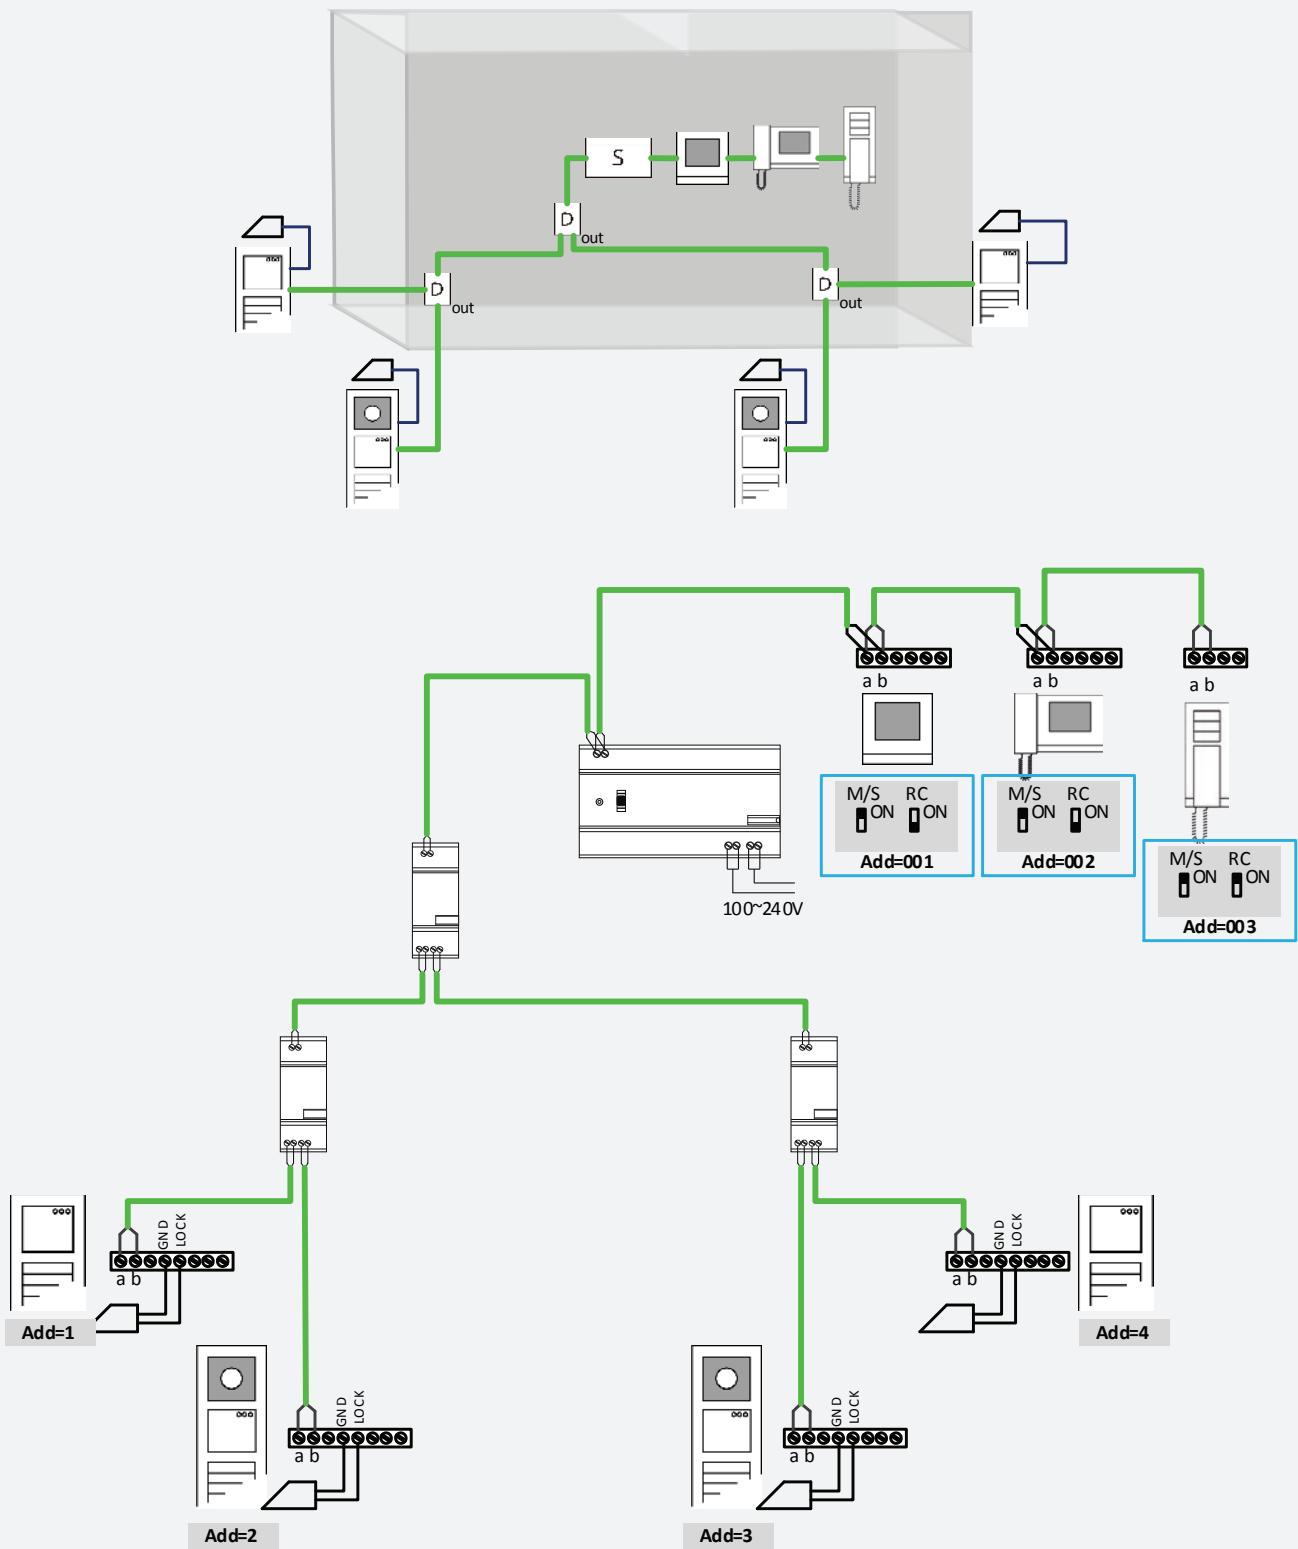 S
D
out
D
out
D
out
a b
a b
a b
M/S RC
ON ON
Add=001
M/S RC
ON ON
Add=002
M/S RC
ON ON
Add=003
100~240V
GND
LOCK
a b
Add=1
GND
LOCK
a b
Add=4
GND
LOCK
a b
Add=2
GND
LOCK
a b
Add=3